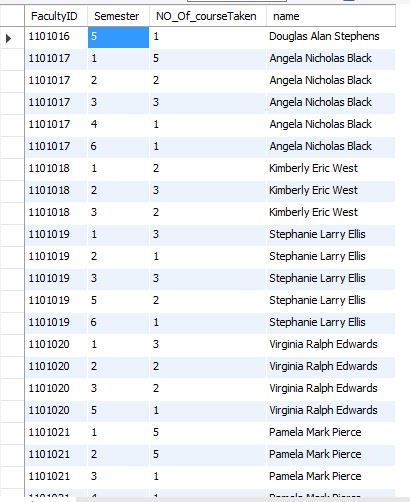 FacultyID Semester NO_Of_courseTaken name
1101016 5 1 Douglas Alan Stephens
1101017 1 5 Angela Nicholas Black
1101017 2 2 Angela Nicholas Black
1101017 3 3 Angela Nicholas Black
1101017 4 1 Angela Nicholas Black
1101017 6 1 Angela Nicholas Black
1101018 1 2 Kimberly Eric West
1101018 2 3 Kimberly Eric West
1101018 3 2 Kimberly Eric West
1101019 1 3 Stephanie Larry Ellis
1101019 2 1 Stephanie Larry Ellis
1101019 3 3 Stephanie Larry Ellis
1101019 5 2 Stephanie Larry Ellis
1101019 6 1 Stephanie Larry Ellis
1101020 1 3 Virginia Ralph Edwards
1101020 2 2 Virginia Ralph Edwards
1101020 3 2 Virginia Ralph Edwards
1101020 5 1 Virginia Ralph Edwards
1101021 1 5 Pamela Mark Pierce
1101021 2 5 Pamela Mark Pierce
1101021 3 1 Pamela Mark Pierce